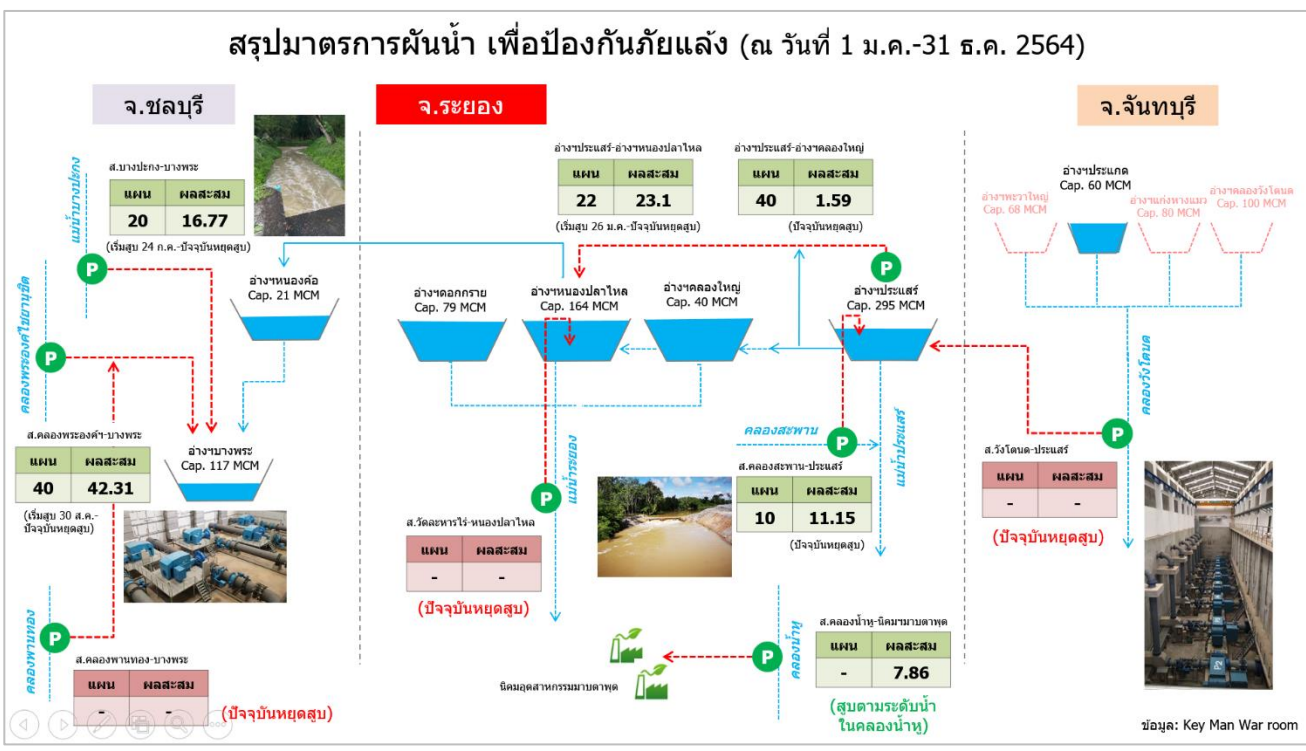 สรุปมาตรการผันน้ำ เพื่อป้องกันภัยแล้ง (ณ วันที่ 1 ม.ค.-31 ธ.ค. 2564)
จ.ชลบุรี
ส.บางปะกง-บางพระ
แผน ผลสะสม
20 16.77
(เริ่มสูบ 24 ก.ค.-ปัจจุบันหยุดสูบ)
แม่น้ำบางปะกง
P
อ่างฯหนองค้อ
Cap. 21 MCM
คลองพระองค์ไชยานุชิต
P
ส.คลองพระองค์ฯ-บางพระ
แผน ผลสะสม
40 42.31
(เริ่มสูบ 30 ส.ค.-
ปัจจุบันหยุดสูบ)
อ่างฯบางพระ
Cap. 117 MCM
คลองพานทอง
P
ส.คลองพานทอง-บางพระ
แผน ผลสะสม
- -
(ปัจจุบันหยุดสูบ)
จ.ระยอง
อ่างฯประแสร์-อ่างฯหนองปลาไหล
แผน ผลสะสม
22 23.1
(เริ่มสูบ 26 ม.ค.-ปัจจุบันหยุดสูบ)
อ่างฯประแสร์-อ่างฯคลองใหญ่
แผน ผลสะสม
40 1.59
(ปัจจุบันหยุดสูบ)
P
อ่างฯดอกกราย
Cap. 79 MCM
อ่างฯหนองปลาไหล
Cap. 164 MCM
อ่างฯคลองใหญ่
Cap. 40 MCM
อ่างฯประแสร์
Cap. 295 MCM
แม่น้ำระยอง
P
ส.วัดละหารไร่-หนองปลาไหล
แผน ผลสะสม
- -
(ปัจจุบันหยุดสูบ)
คลองสะพาน
P
แม่น้ำประแสร์
ส.คลองสะพาน-ประแสร์
แผน ผลสะสม
10 11.15
(ปัจจุบันหยุดสูบ)
นิคมอุตสาหกรรมมาบตาพุด
P
คลองน้ำหู
ส.คลองน้ำหู-นิคมฯมาบตาพุด
แผน ผลสะสม
- 7.86
(สูบตามระดับน้ำ
ในคลองน้ำหู)
จ.จันทบุรี
อ่างฯพะวาใหญ่
Cap. 68 MCM
อ่างฯประแกด
Cap. 60 MCM
อ่างฯแก่งหางแมว
Cap. 80 MCM
อ่างฯคลองวังโตนด
Cap. 100 MCM
คลองวังโตนด
P
ส.วังโตนด-ประแสร์
แผน ผลสะสม
- -
(ปัจจุบันหยุดสูบ)
P2
ข้อมูล: Key Man War room